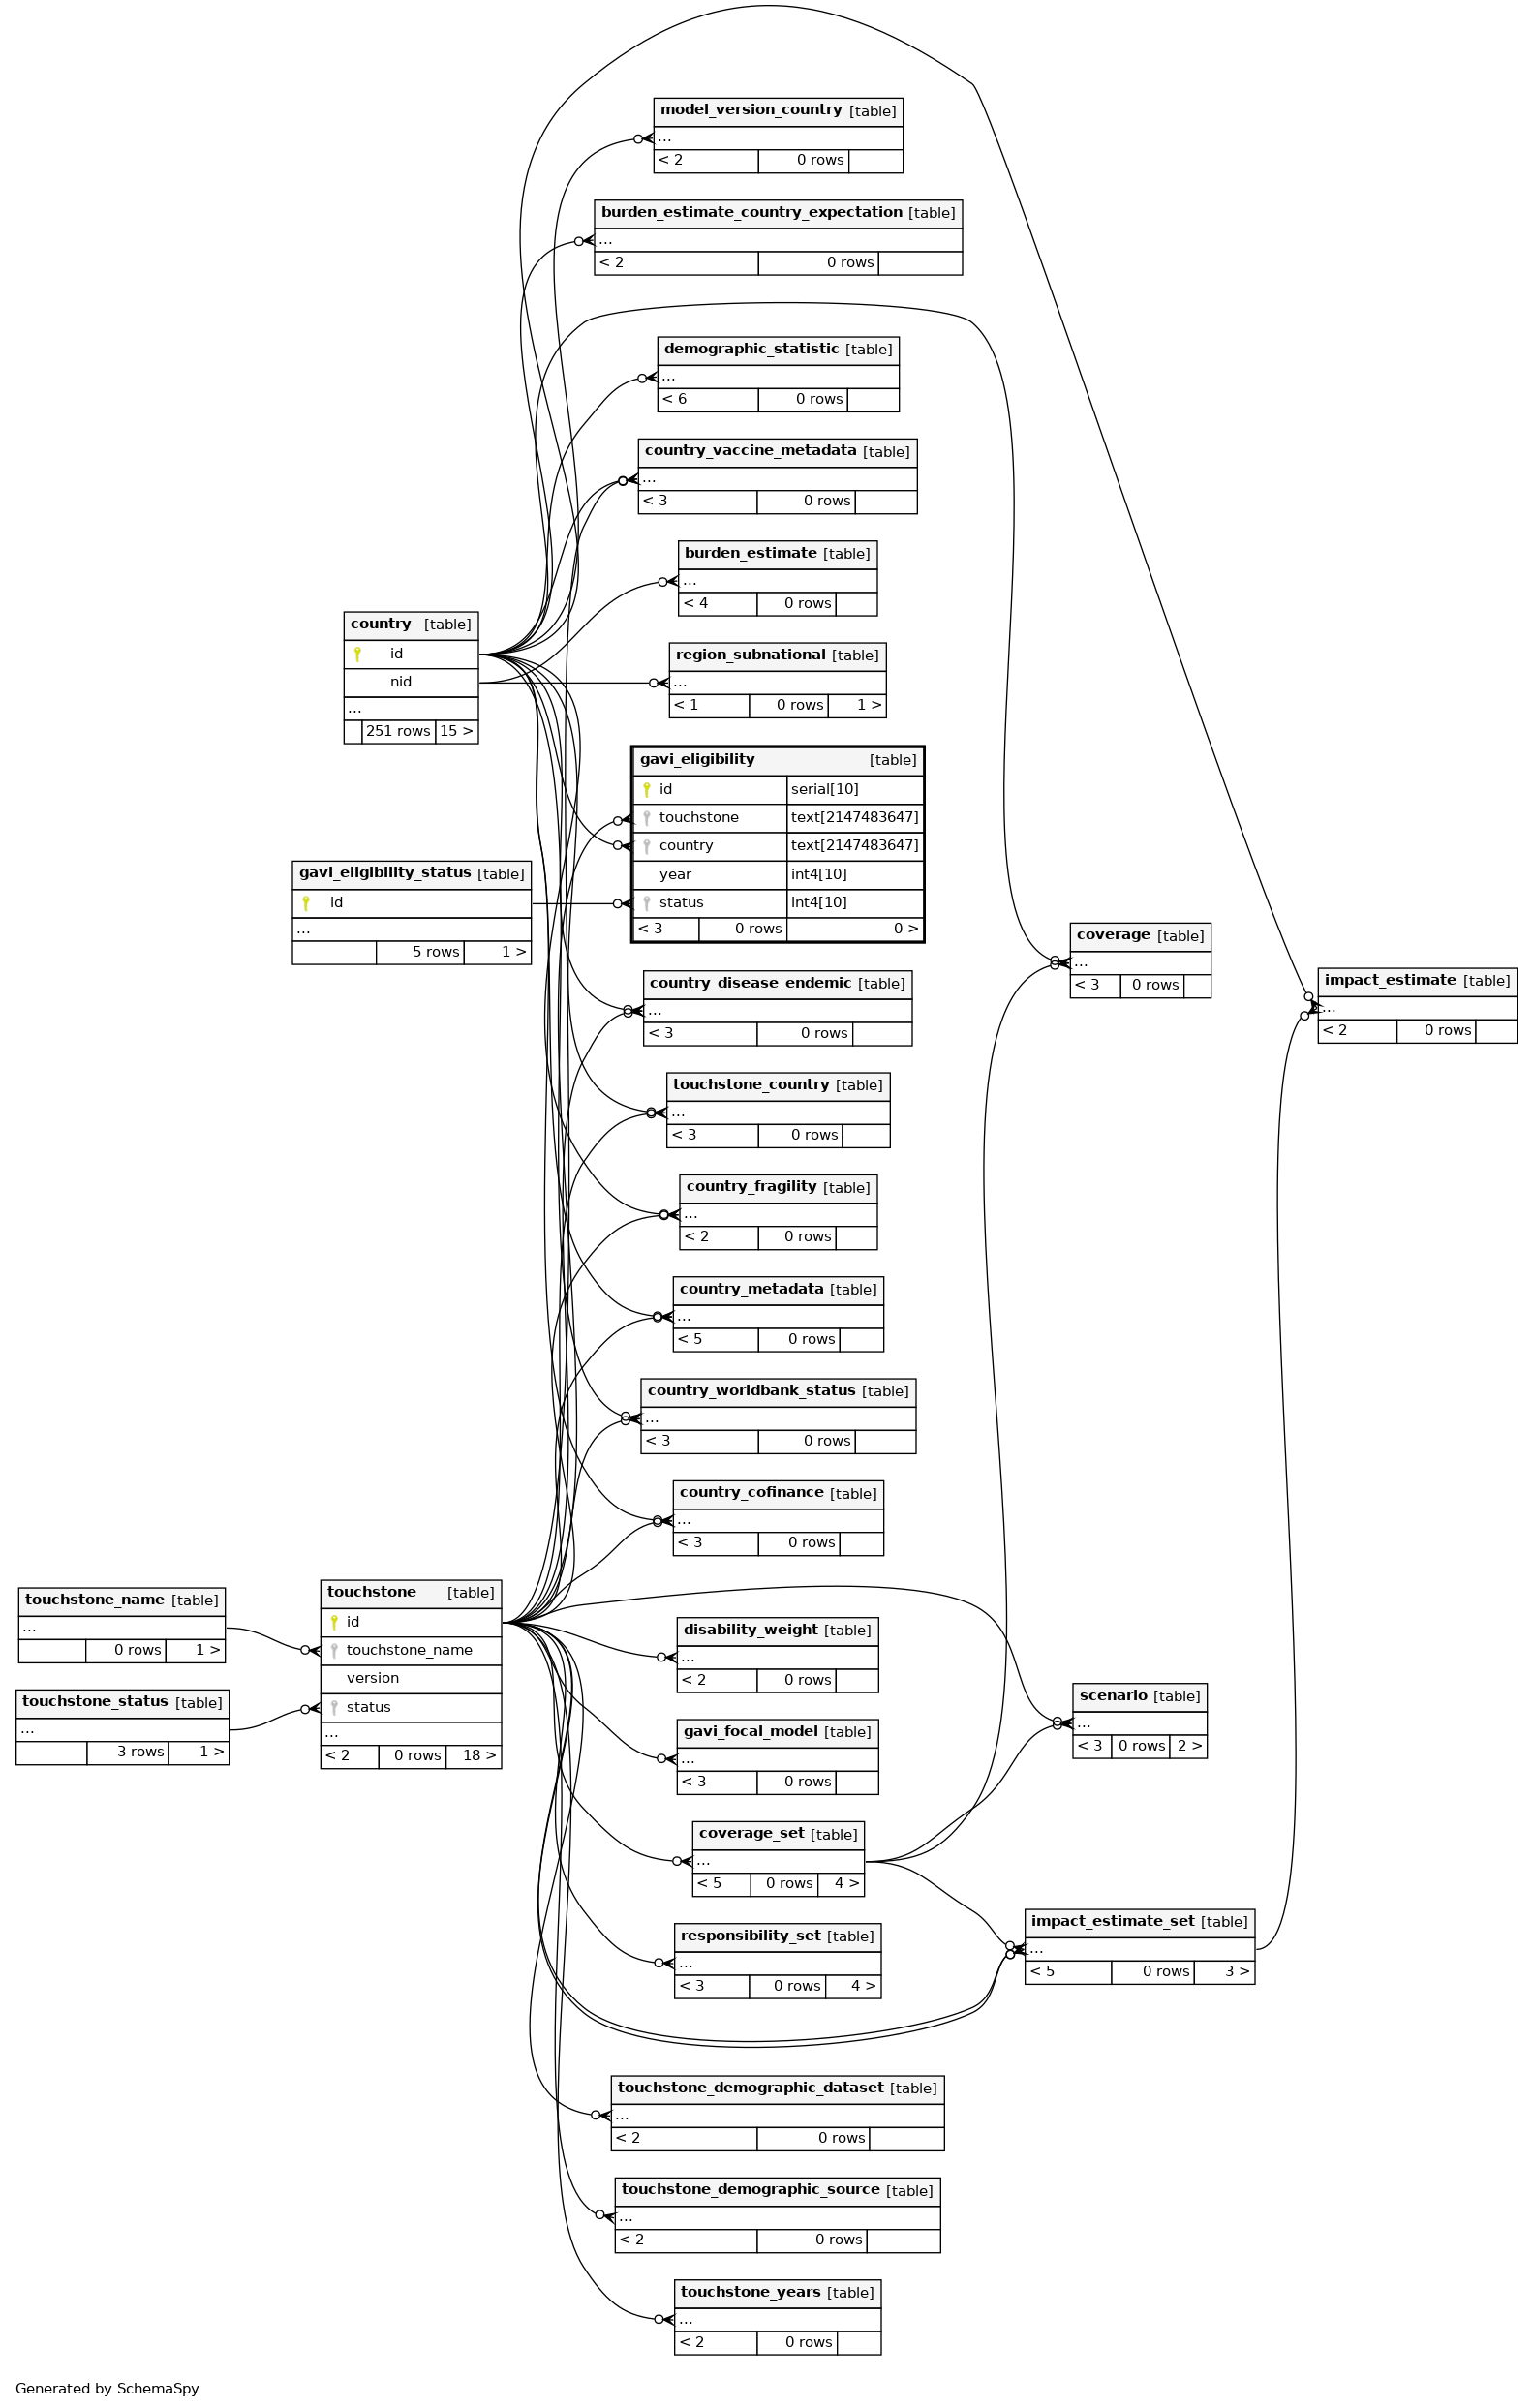 model_version_country [table]
...
< 2 0 rows
burden_estimate_country_expectation [table]
...
< 2 0 rows
demographic_statistic [table]
...
< 6 0 rows
country_vaccine_metadata [table]
...
< 3 0 rows
burden_estimate [table]
...
< 4 0 rows
country [table]
id
nid
...
251 rows 15 >
region_subnational [table]
...
< 1 0 rows 1 >
gavi_eligibility [table]
id serial[10]
touchstone text[2147483647]
country text[2147483647]
year int4[10]
status int4[10]
< 3 0 rows 0 >
gavi_eligibility_status [table]
id
...
5 rows 1 >
coverage [table]
...
< 3 0 rows
impact_estimate [table]
...
< 2 0 rows
country_disease_endemic [table]
...
< 3 0 rows
touchstone_country [table]
...
< 3 0 rows
country_fragility [table]
...
< 2 0 rows
country_metadata [table]
...
< 5 0 rows
country_worldbank_status [table]
...
< 3 0 rows
country_cofinance [table]
...
< 3 0 rows
touchstone_name [table]
...
0 rows 1 >
touchstone_status [table]
...
3 rows 1 >
touchstone [table]
id
touchstone_name
version
status
...
< 2 0 rows 18 >
disability_weight [table]
...
< 2 0 rows
gavi_focal_model [table]
...
< 3 0 rows
scenario [table]
...
< 3 0 rows 2 >
coverage_set [table]
...
< 5 0 rows 4 >
responsibility_set [table]
...
< 3 0 rows 4 >
impact_estimate_set [table]
...
< 5 0 rows 3 >
touchstone_demographic_dataset [table]
...
< 2 0 rows
touchstone_demographic_source [table]
...
< 2 0 rows
touchstone_years [table]
...
< 2 0 rows
Generated by SchemaSpy